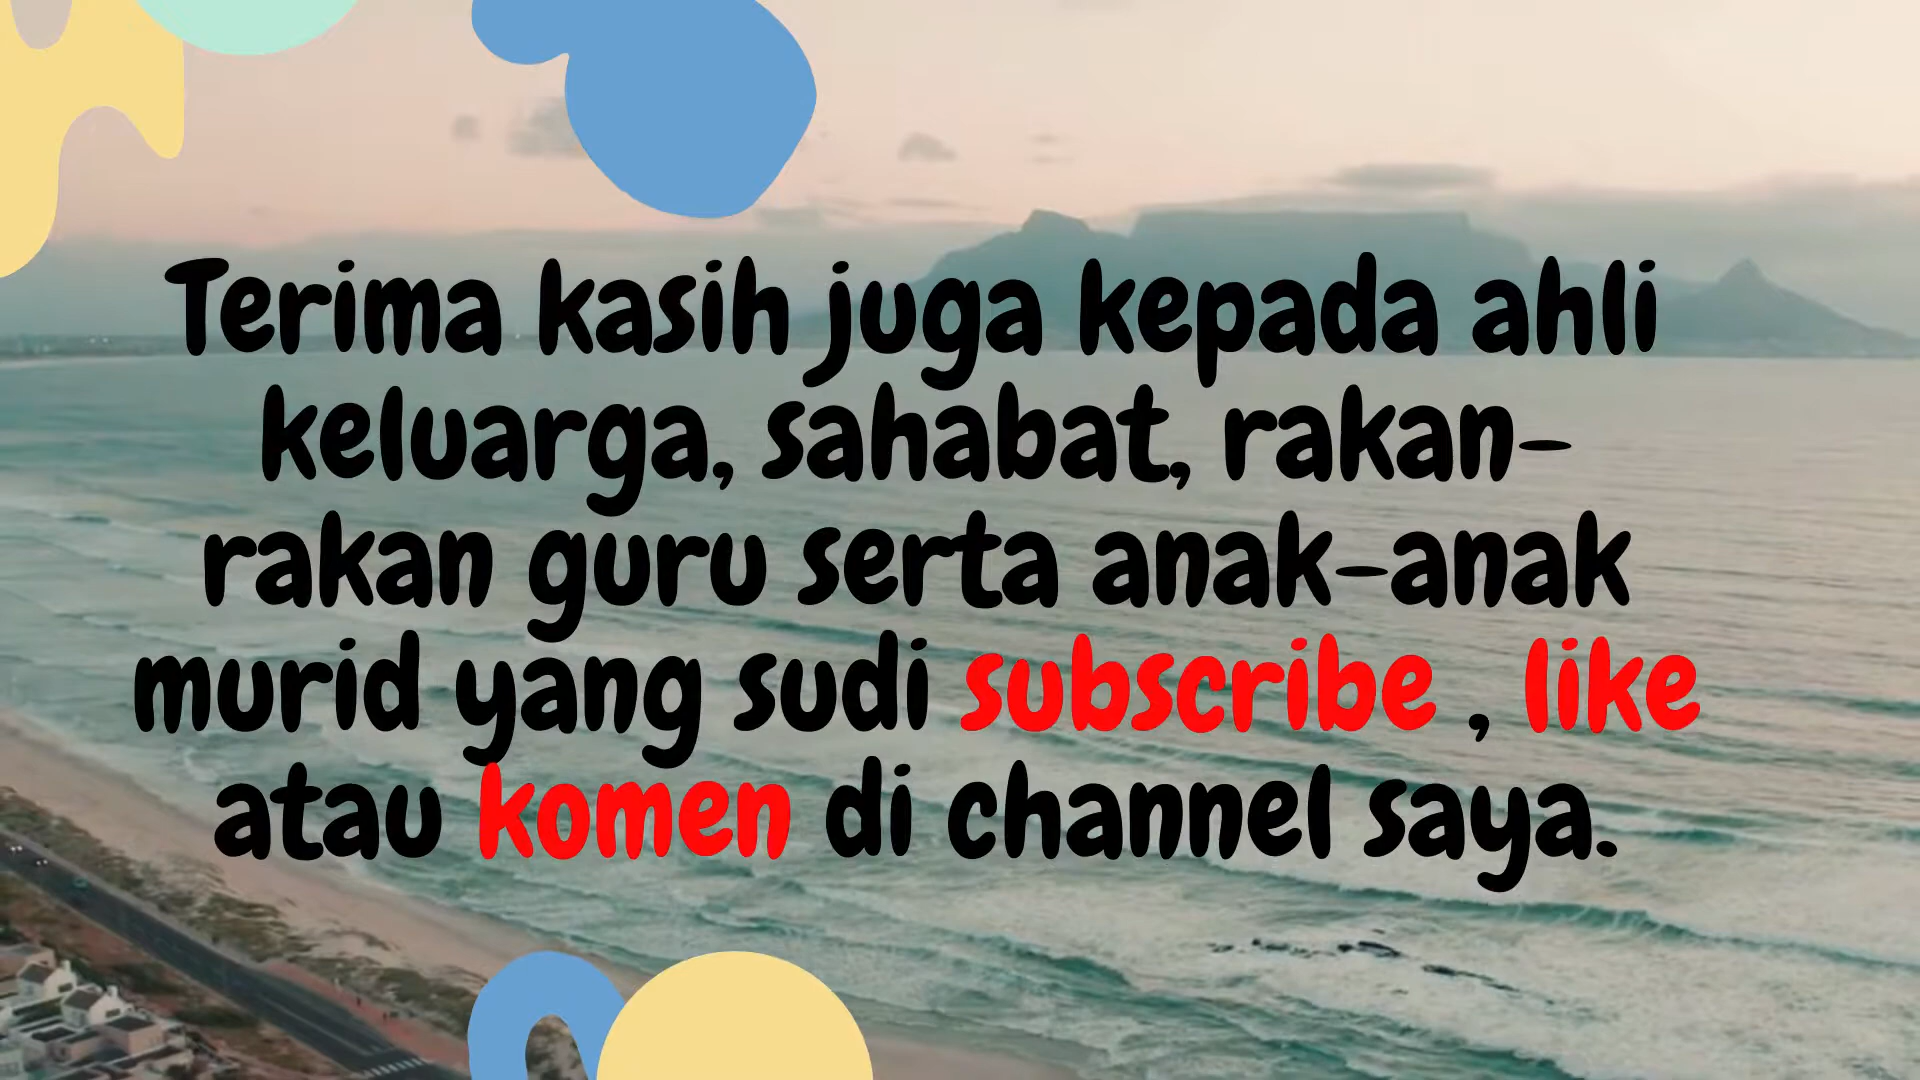 Terima kasih juga kepada ahli
keluarga, sahabat, rakan-
rakan guru serta anak-anak
murid yang sudi subscribe , like
atau komen di channel saya.